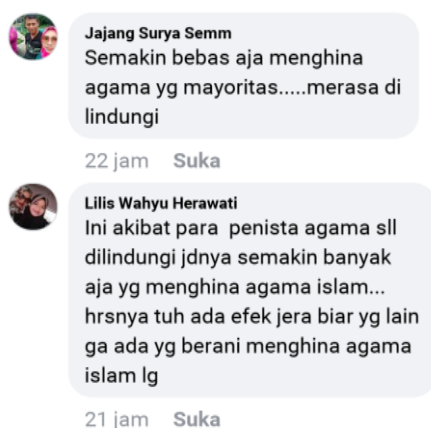 Jajang Surya Semm
Semakin bebas aja menghina
agama yg mayoritas.....merasa di
lindungi
22 jam Suka
Lilis Wahyu Herawati
Ini akibat para penista agama sll
dilindungi jdnya semakin banyak
aja yg menghina agama islam...
hrsnya tuh ada efek jera biar yg lain
ga ada yg berani menghina agama
islam lg
21 jam Suka